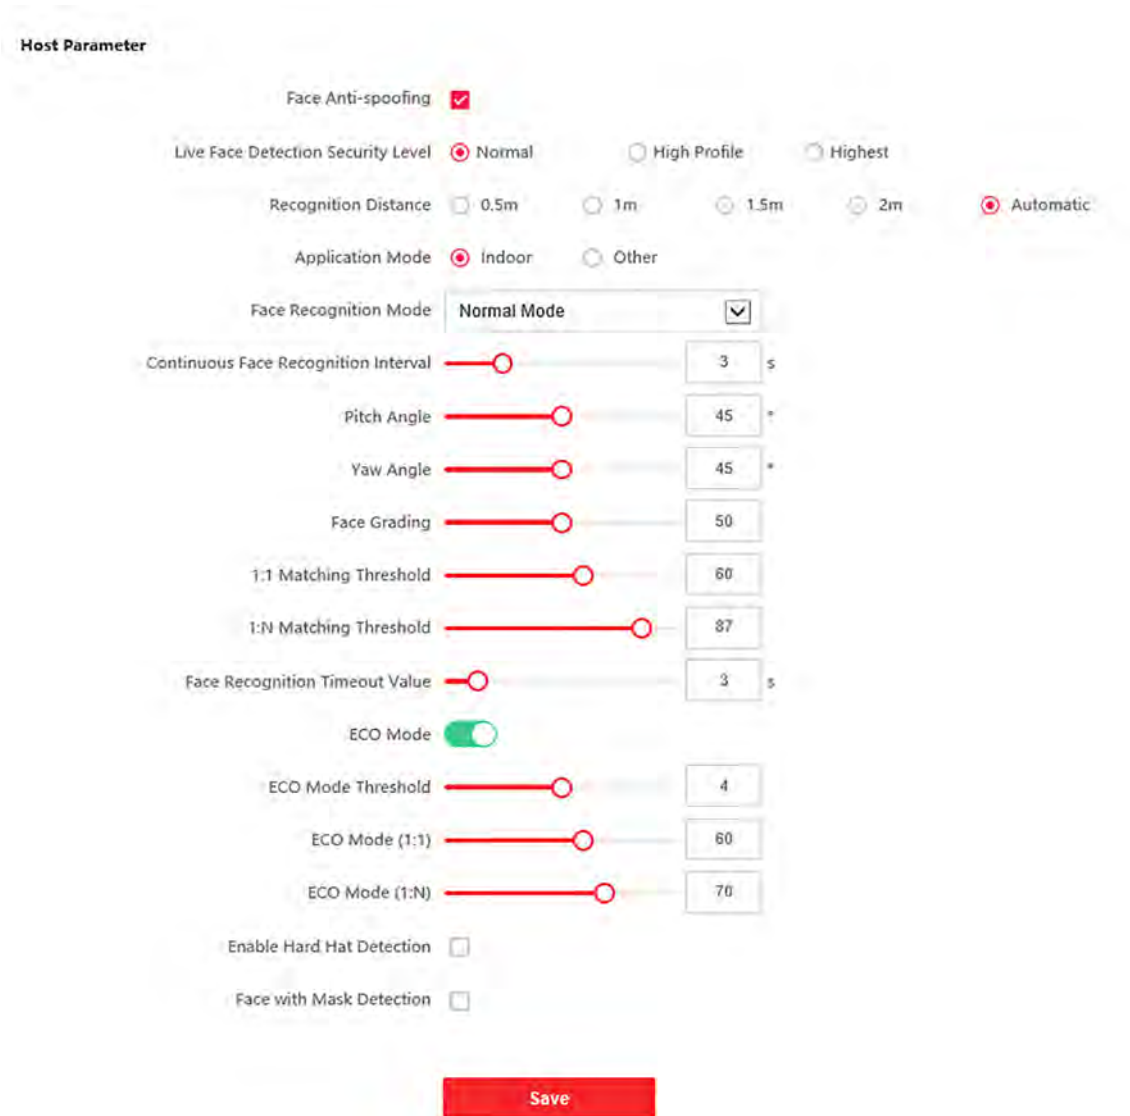 Host Parameter
Face Anti-spoofing
Live Face Detection Security Level Normal High Profile Highest
Recognition Distance 0.5m 1m 1.5m 2m Automatic
Application Mode Indoor Other
Face Recognition Mode Normal Mode
Continuous Face Recognition Interval 3 s
Pitch Angle 45 °
Yaw Angle 45 °
Face Grading 50
1:1 Matching Threshold 60
1:N Matching Threshold 87
Face Recognition Timeout Value 3 s
ECO Mode
ECO Mode Threshold 4
ECO Mode (1:1) 60
ECO Mode (1:N) 70
Enable Hard Hat Detection
Face with Mask Detection
Save